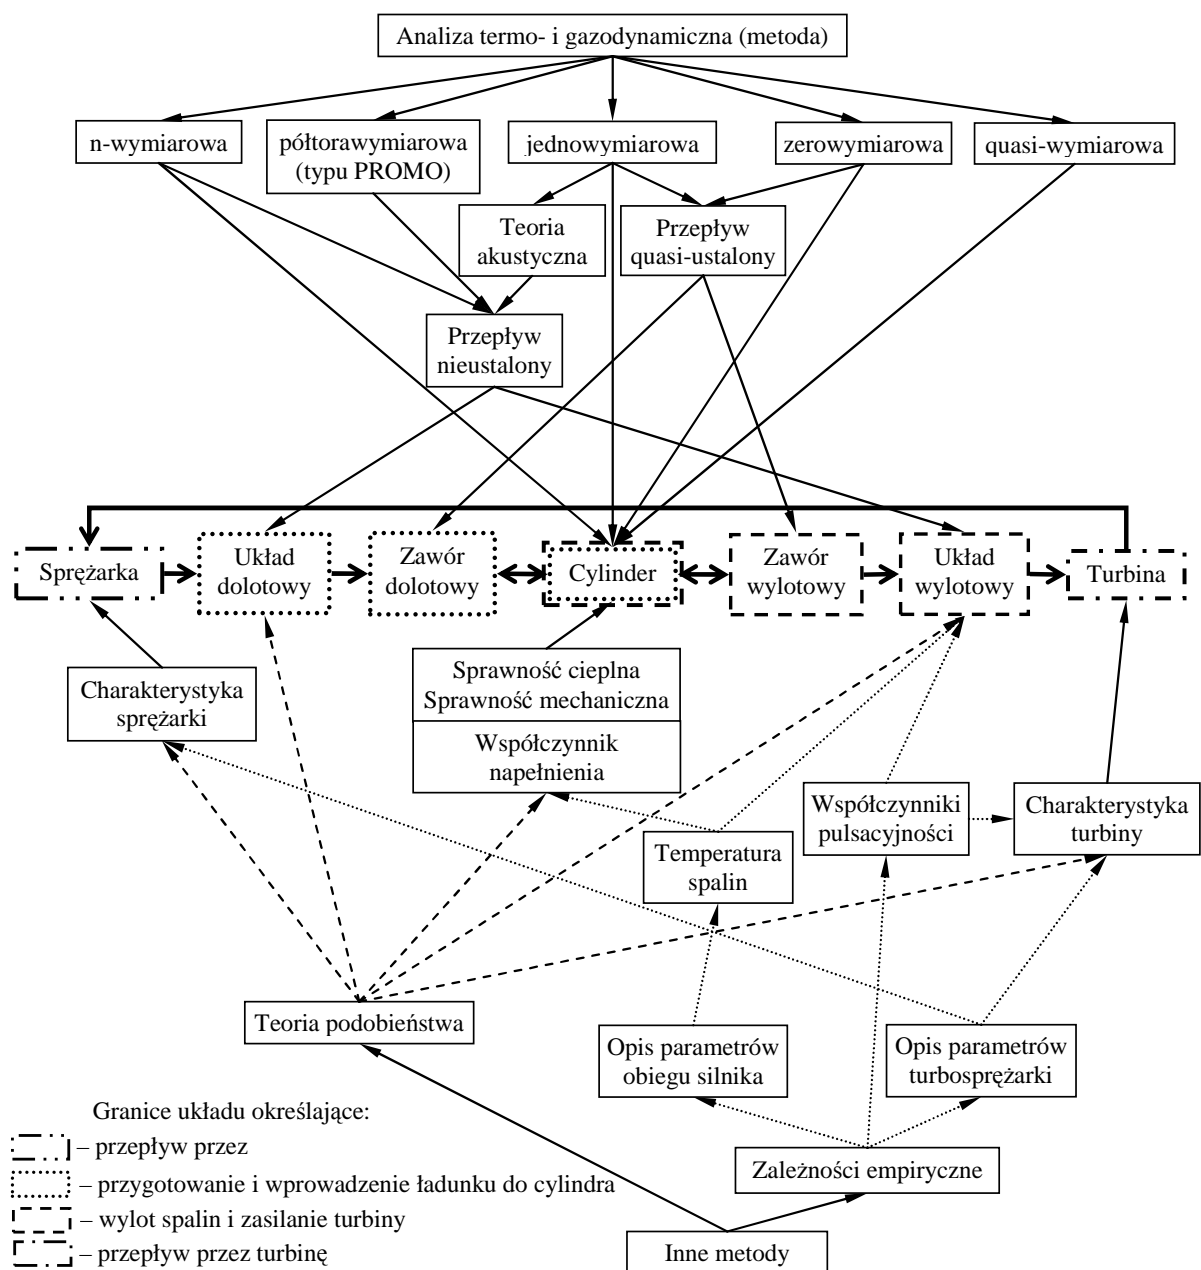 Analiza termo- i gazodynamiczna (metoda)
n-wymiarowa
półtorawymiarowa
(typu PROMO)
jednowymiarowa
zerowymiarowa
quasi-wymiarowa
Teoria
akustyczna
Przepływ
quasi-ustalony
Przepływ
nieustalony
Sprężarka
Układ
dolotowy
Zawór
dolotowy
Cylinder
Zawór
wylotowy
Układ
wylotowy
Turbina
Charakterystyka
sprężarki
Sprawność cieplna
Sprawność mechaniczna
Współczynnik
napełnienia
Współczynniki
pulsacyjności
Charakterystyka
turbiny
Temperatura
spalin
Teoria podobieństwa
Opis parametrów
obiegu silnika
Opis parametrów
turbosprężarki
Zależności empiryczne
Inne metody
Granice układu określające:
– przepływ przez
– przygotowanie i wprowadzenie ładunku do cylindra
– wylot spalin i zasilanie turbiny
– przepływ przez turbinę